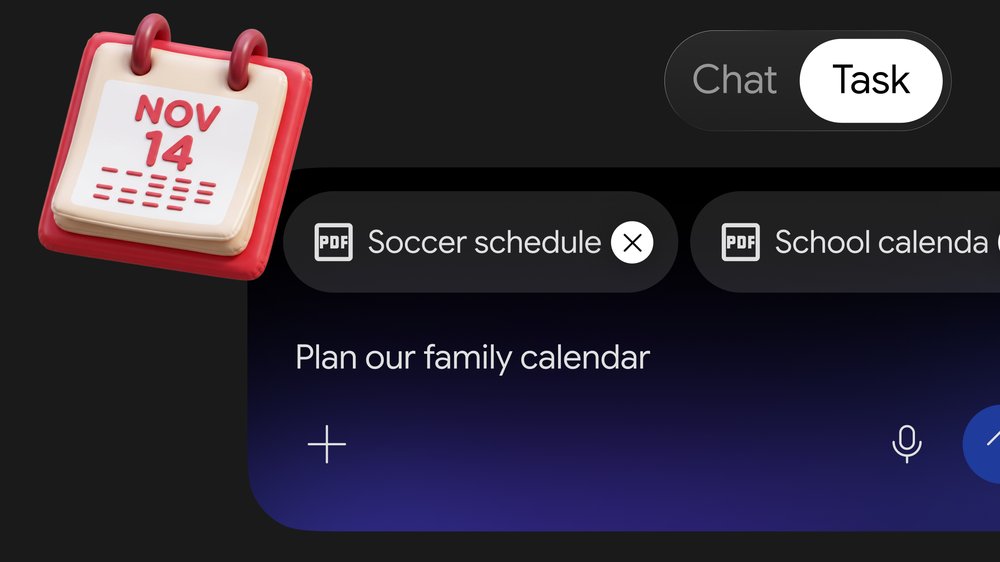 NOV
14
Chat
Task
PDF Soccer schedule
PDF School calenda
Plan our family calendar